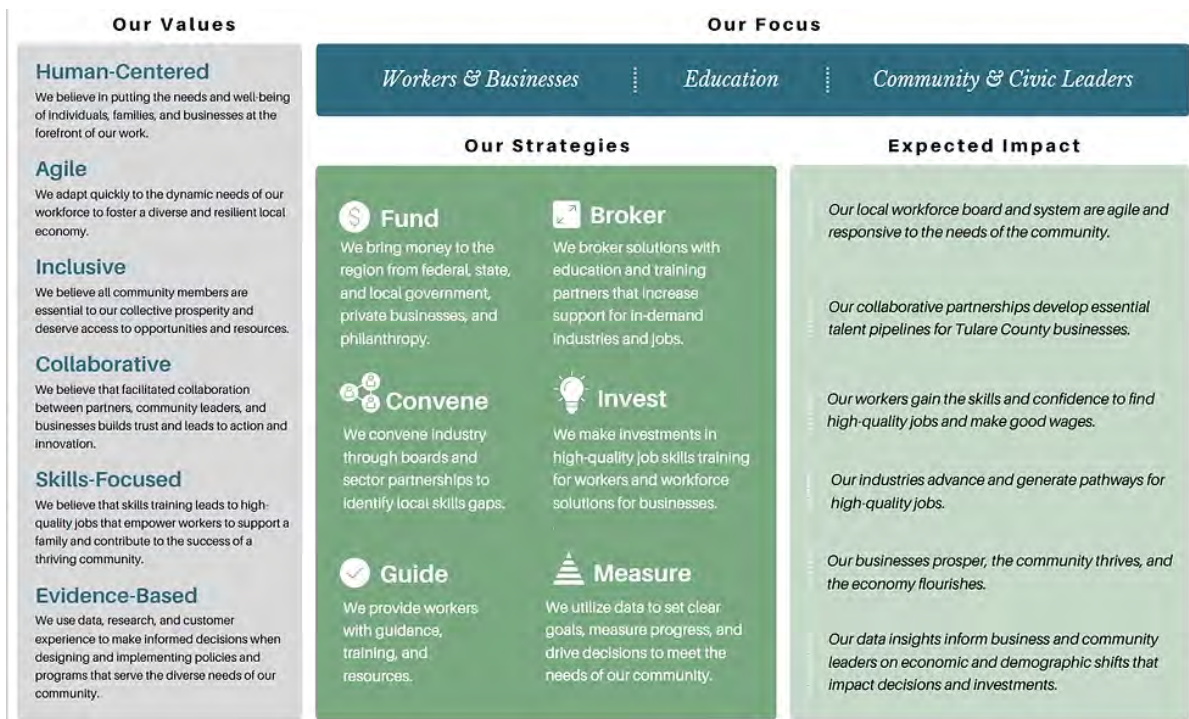 Our Values
Human-Centered
We believe in putting the needs and well-being
of individuals, families, and businesses at the
forefront of our work.
Agile
We adapt quickly to the dynamic needs of our
workforce to foster a diverse and resilient local
economy.
Inclusive
We believe all community members are
essential to our collective prosperity and
deserve access to opportunities and resources.
Collaborative
We believe that facilitated collaboration
between partners, community leaders, and
businesses builds trust and leads to action and
innovation.
Skills-Focused
We believe that skills training leads to high-
quality jobs that empower workers to support a
family and contribute to the success of a
thriving community.
Evidence-Based
We use data, research, and customer
experience to make informed decisions when
designing and implementing policies and
programs that serve the diverse needs of our
community.
Our Focus
Workers & Businesses
Education
Community & Civic Leaders
Our Strategies
Fund
We bring money to the
region from federal, state,
and local government,
private businesses, and
philanthropy.
Broker
We broker solutions with
education and training
partners that increase
support for in-demand
industries and jobs.
Convene
We convene industry
through boards and
sector partnerships to
identify local skills gaps.
Invest
We make investments in
high-quality job skills training
for workers and workforce
solutions for businesses.
Guide
We provide workers
with guidance,
training, and
resources.
Measure
We utilize data to set clear
goals, measure progress, and
drive decisions to meet the
needs of our community.
Expected Impact
Our local workforce board and system are agile and
responsive to the needs of the community.
Our collaborative partnerships develop essential
talent pipelines for Tulare County businesses.
Our workers gain the skills and confidence to find
high-quality jobs and make good wages.
Our industries advance and generate pathways for
high-quality jobs.
Our businesses prosper, the community thrives, and
the economy flourishes.
Our data insights inform business and community
leaders on economic and demographic shifts that
impact decisions and investments.